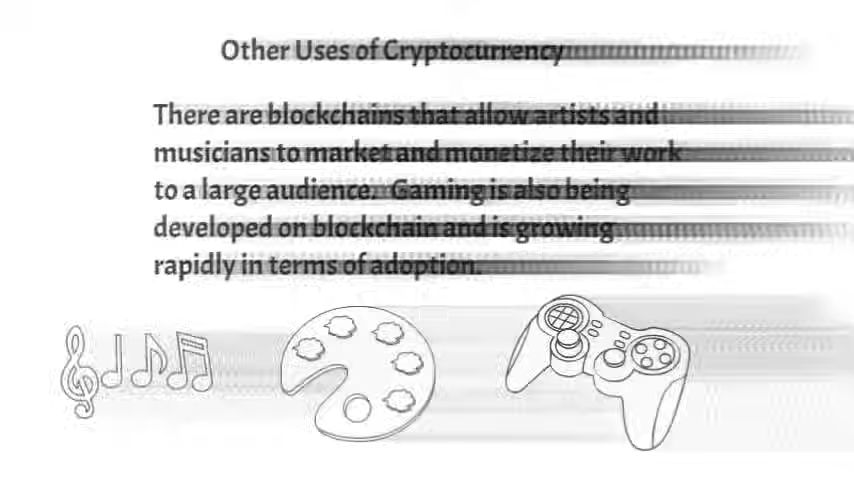 Other Uses of Cryptocurrency
There are blockchains that allow artists and
musicians to market and monetize their work
to a large audience.  Gaming is also being
developed on blockchain and is growing
rapidly in terms of adoption.